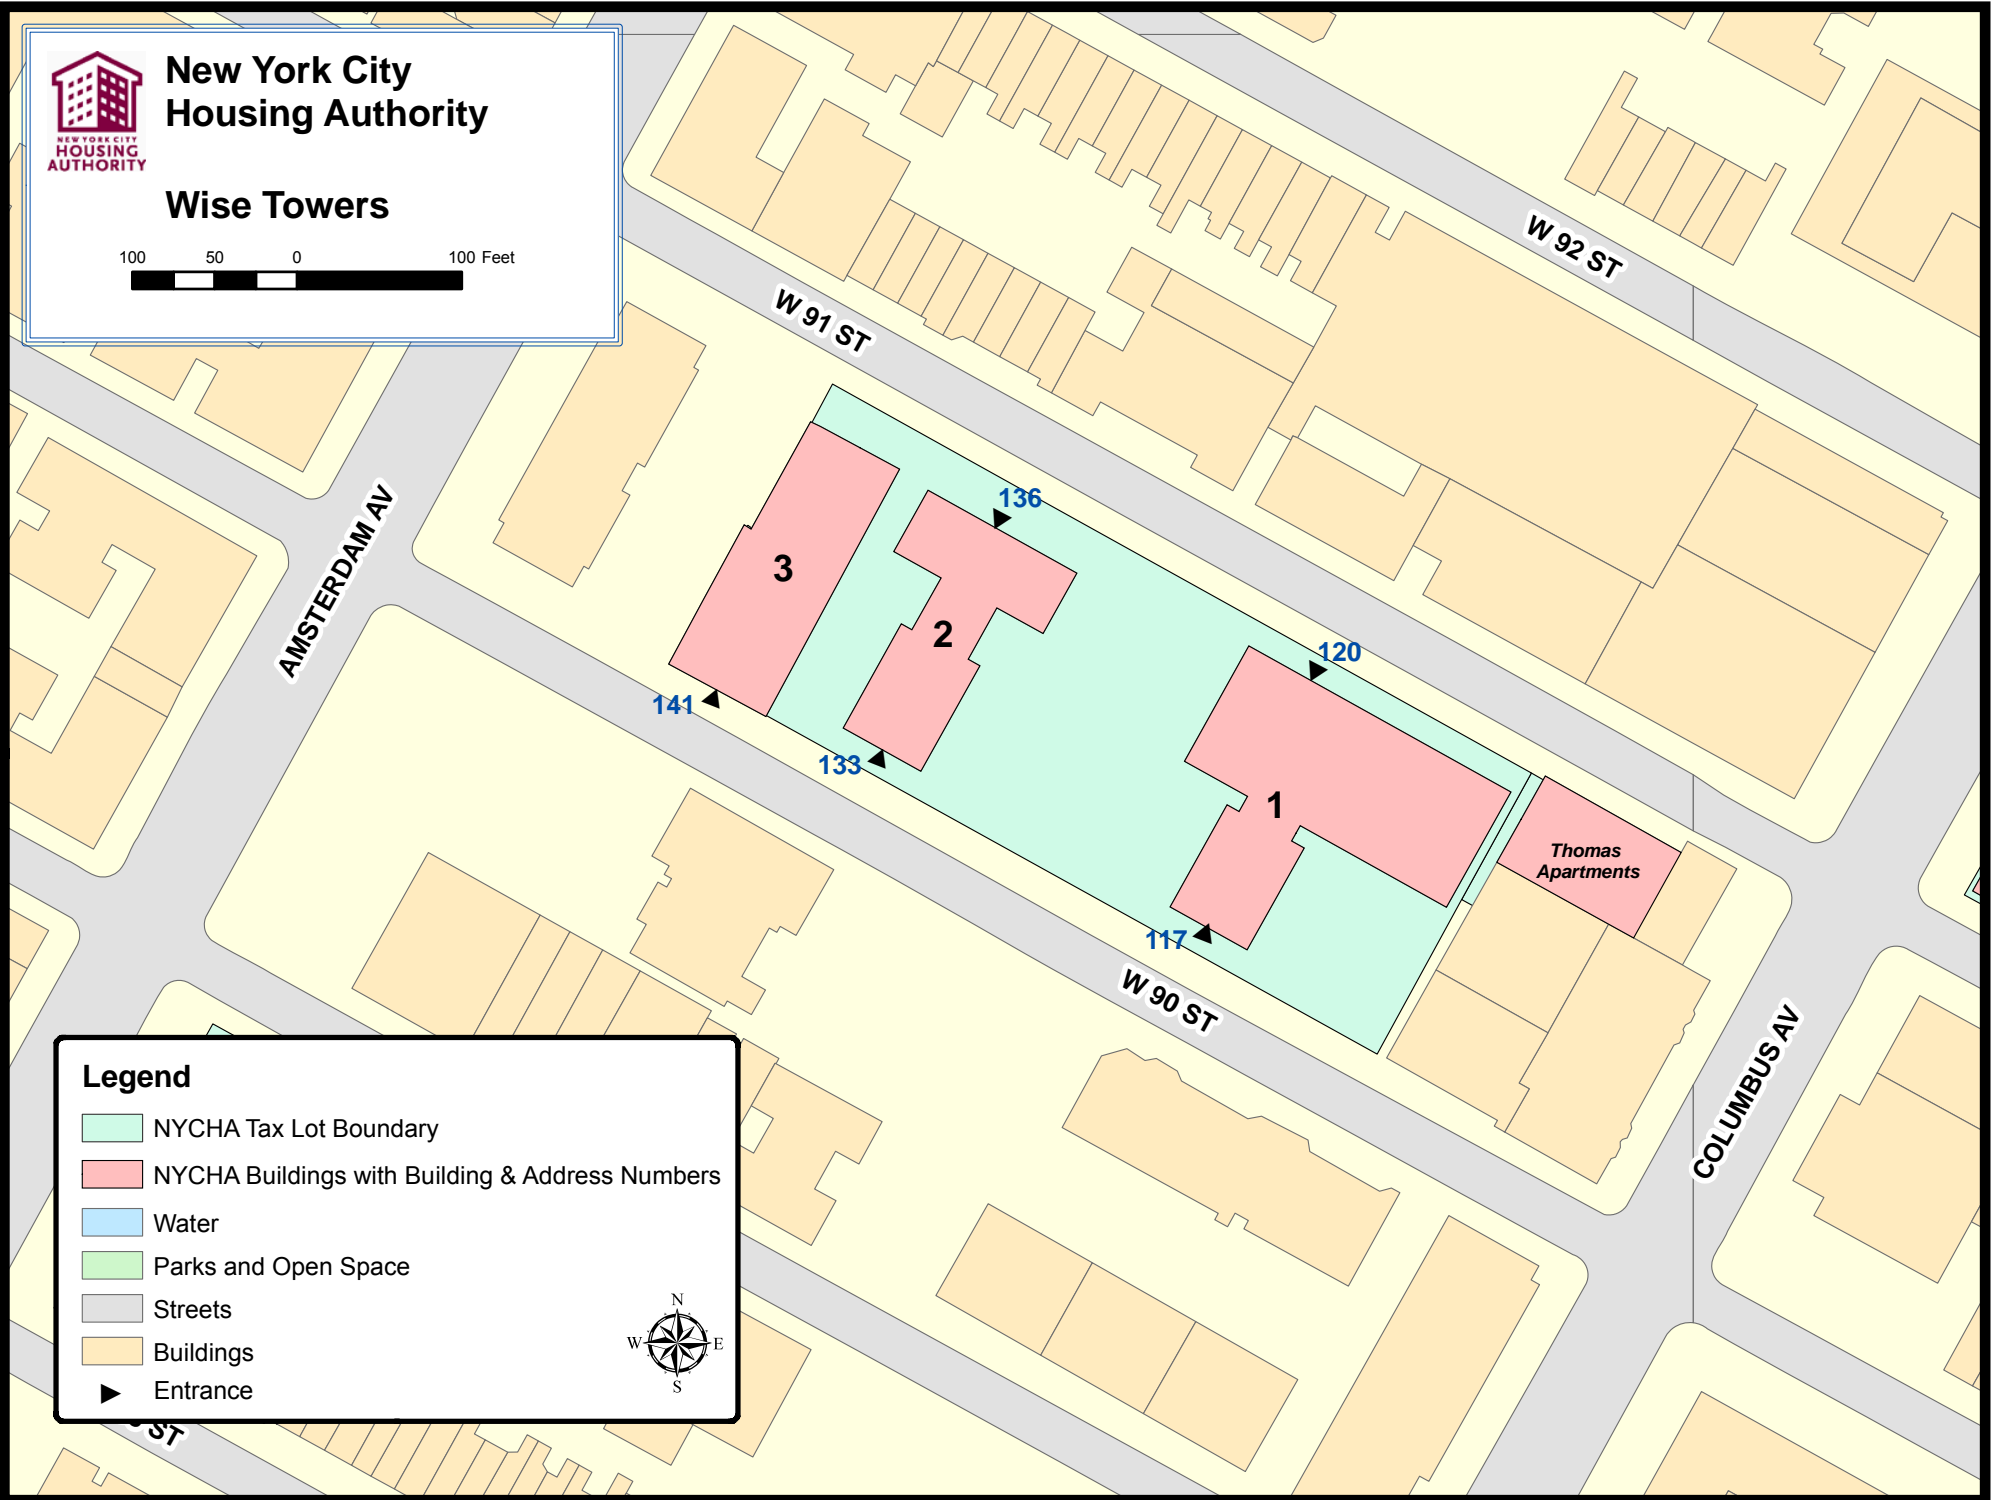 New York City
Housing Authority
NEW YORK CITY
HOUSING
AUTHORITY
Wise Towers
100 50 0 100 Feet
W 92 ST
W 91 ST
AMSTERDAM AV
136
3
2
120
141
133
1
Thomas
Apartments
117
W 90 ST
COLUMBUS AV
Legend
NYCHA Tax Lot Boundary
NYCHA Buildings with Building & Address Numbers
Water
Parks and Open Space
Streets
Buildings
Entrance
N
W E
S
ST